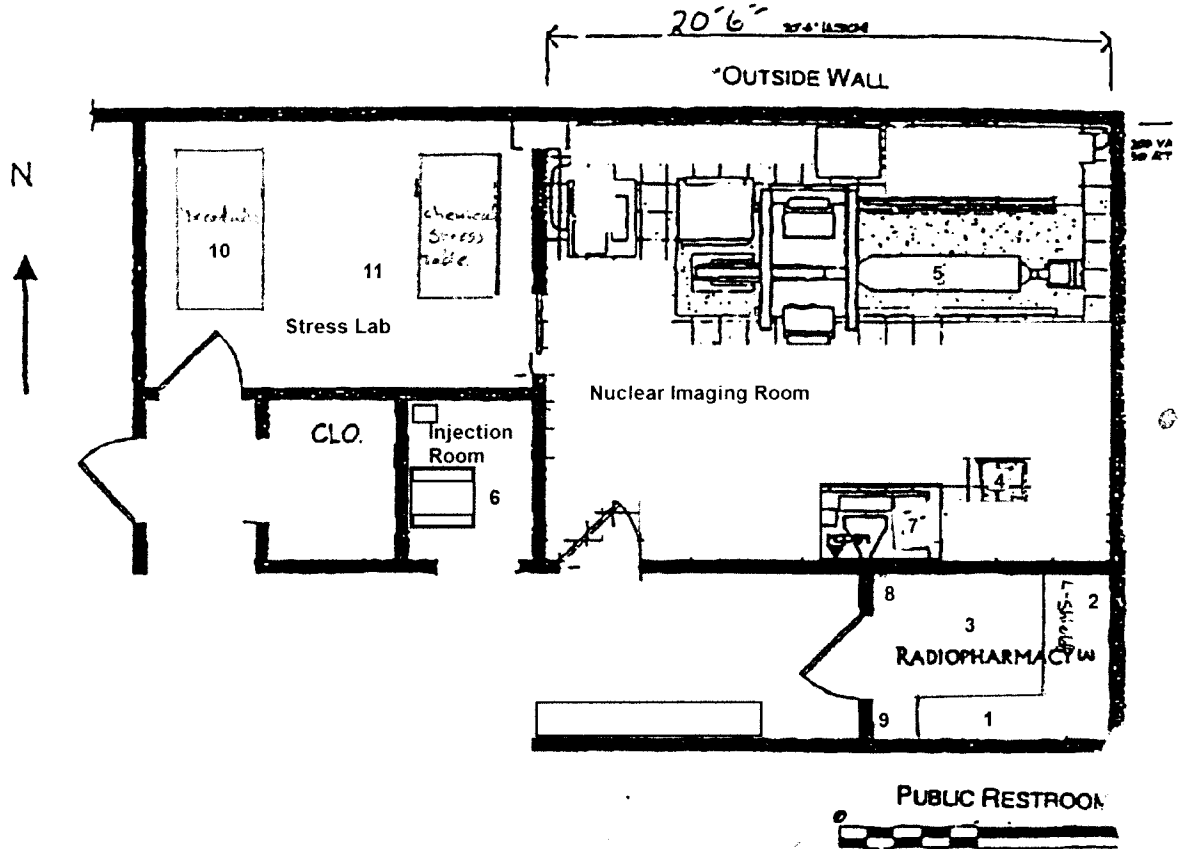 20'6"
OUTSIDE WALL
N
10
11
chemical
Stress
table.
5
Stress Lab
Nuclear Imaging Room
CLO.
Injection
Room
6
4
7
8
2
3
L-Shield
RADIOPHARMACY
9
1
PUBLIC RESTROOM
0